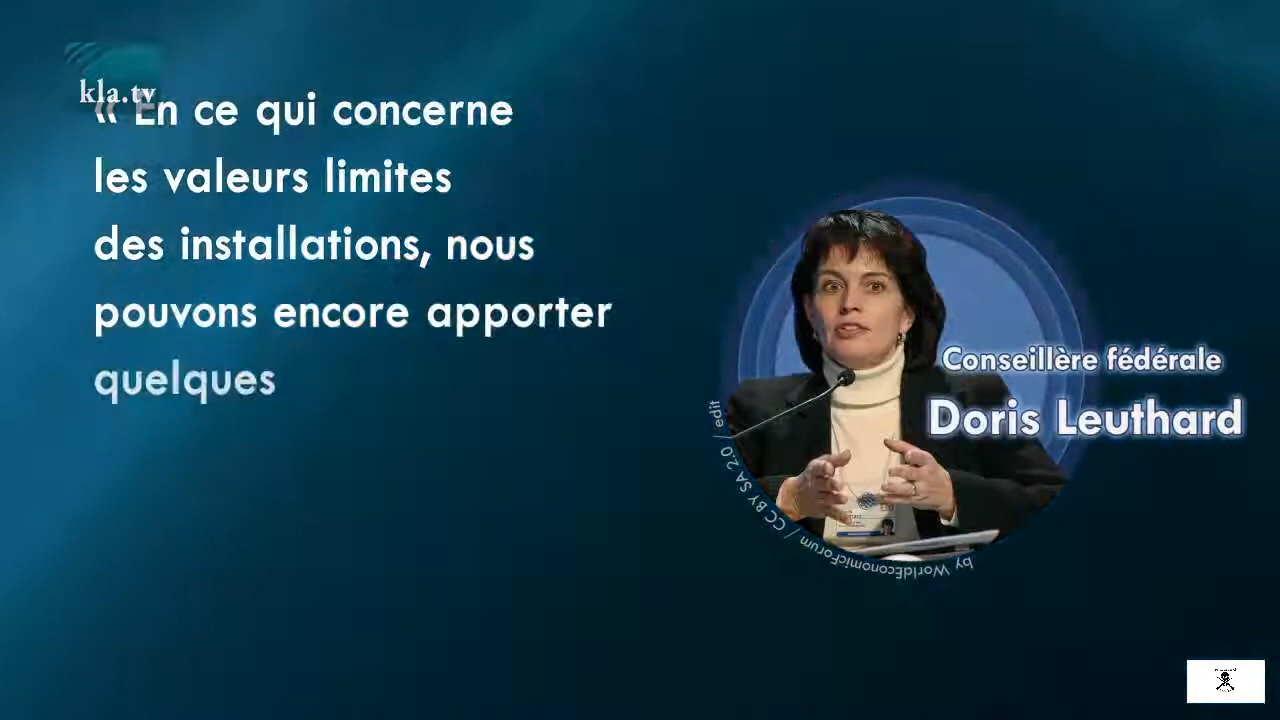 kla.tv
« En ce qui concerne
les valeurs limites
des installations, nous
pouvons encore apporter
quelques
Conseillère fédérale
Doris Leuthard
by WorldEconomicForum / CC BY SA 2.0 / edit